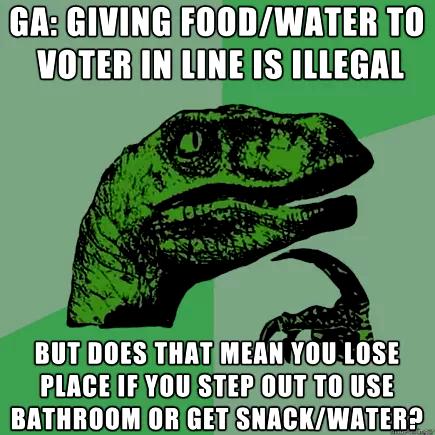 GA: GIVING FOOD/WATER TO
VOTER IN LINE IS ILLEGAL
BUT DOES THAT MEAN YOU LOSE
PLACE IF YOU STEP OUT TO USE
BATHROOM OR GET SNACK/WATER?